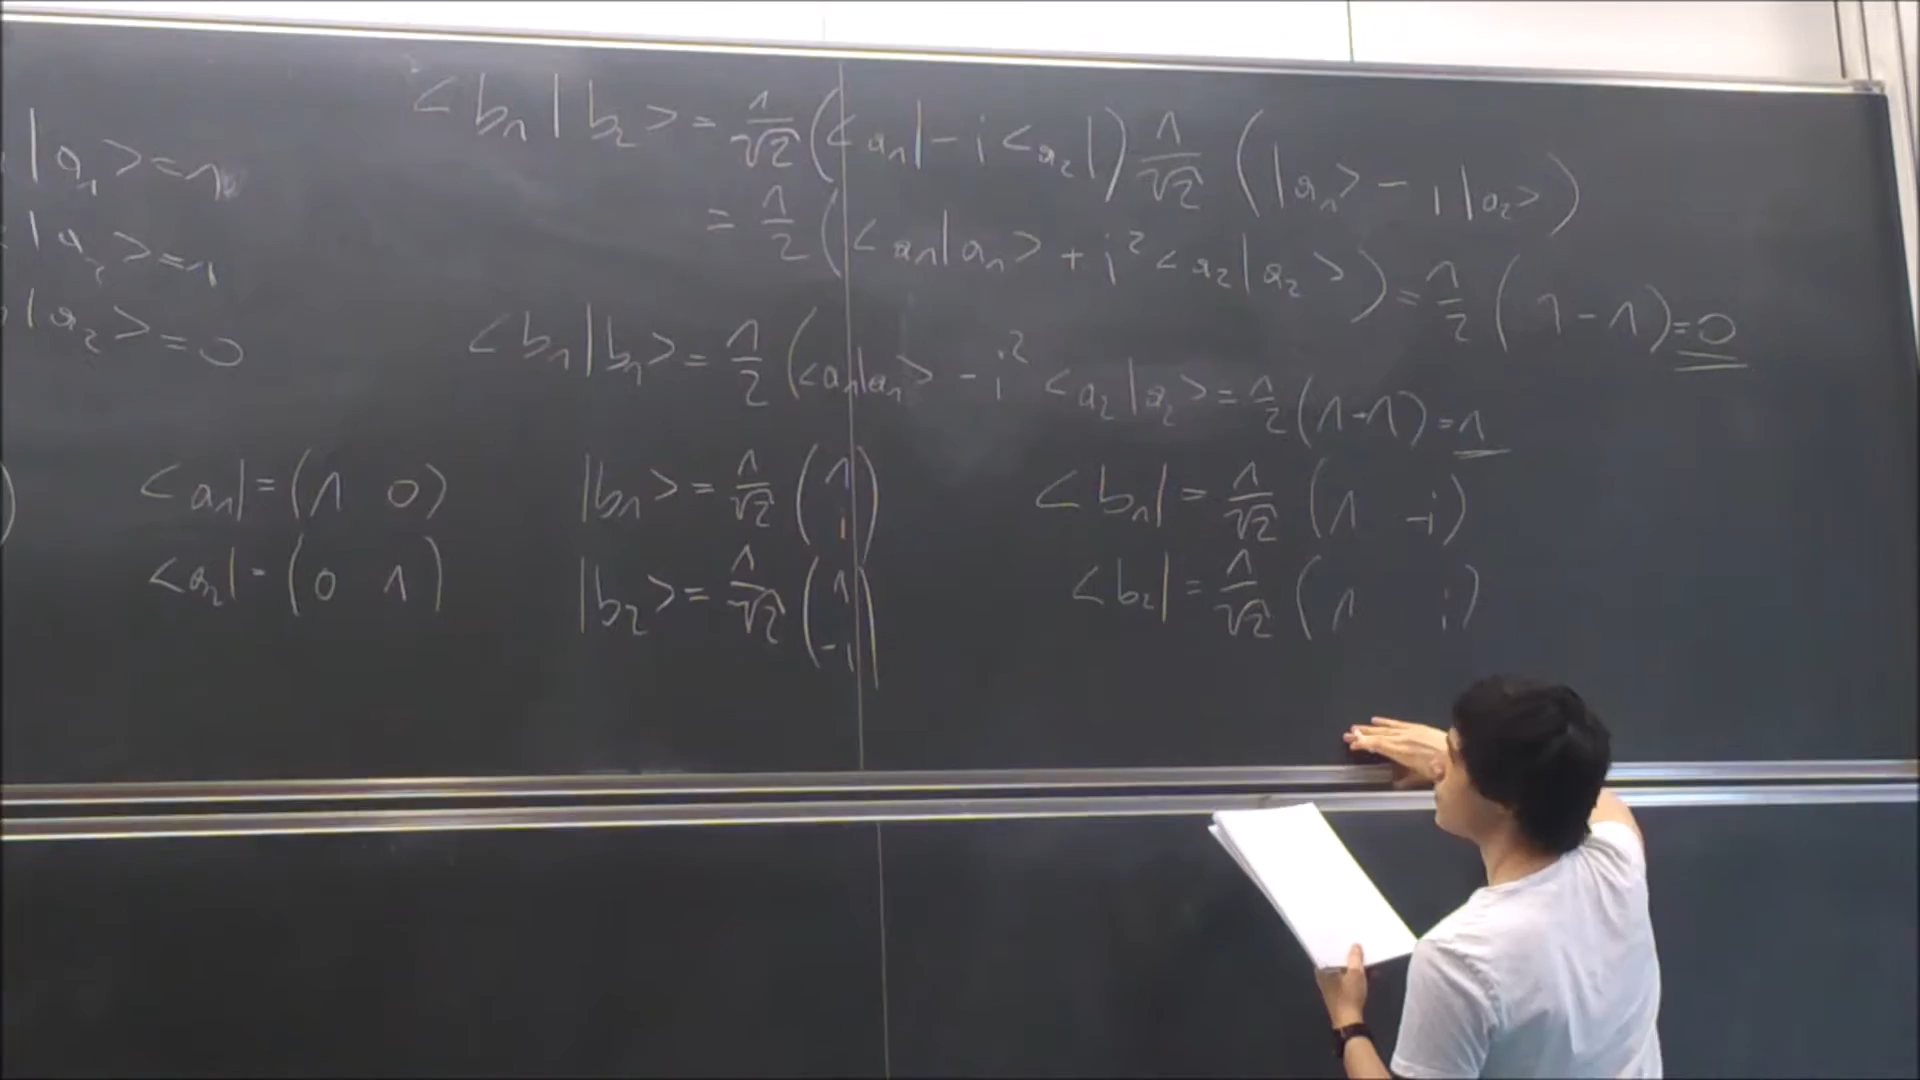 |a₁> = 1
|a₂> = 1
|a₂> = 0
<b₁|b₂> = 1/√2 (<a₁| - i <a₂|) 1/√2 (|a₁> - i |a₂>)
= 1/2 (<a₁|a₁> + i² <a₂|a₂>) = 1/2 (1 - 1) = 0
<b₁|b₁> = 1/2 (<a₁|a₁> - i² <a₂|a₂> = 1/2 (1+1) = 1
) <a₁| = (1 0) |b₁> = 1/√2 (1 i) <b₁| = 1/√2 (1 -i)
<a₂| = (0 1) |b₂> = 1/√2 (1 -i) <b₂| = 1/√2 (1 i)